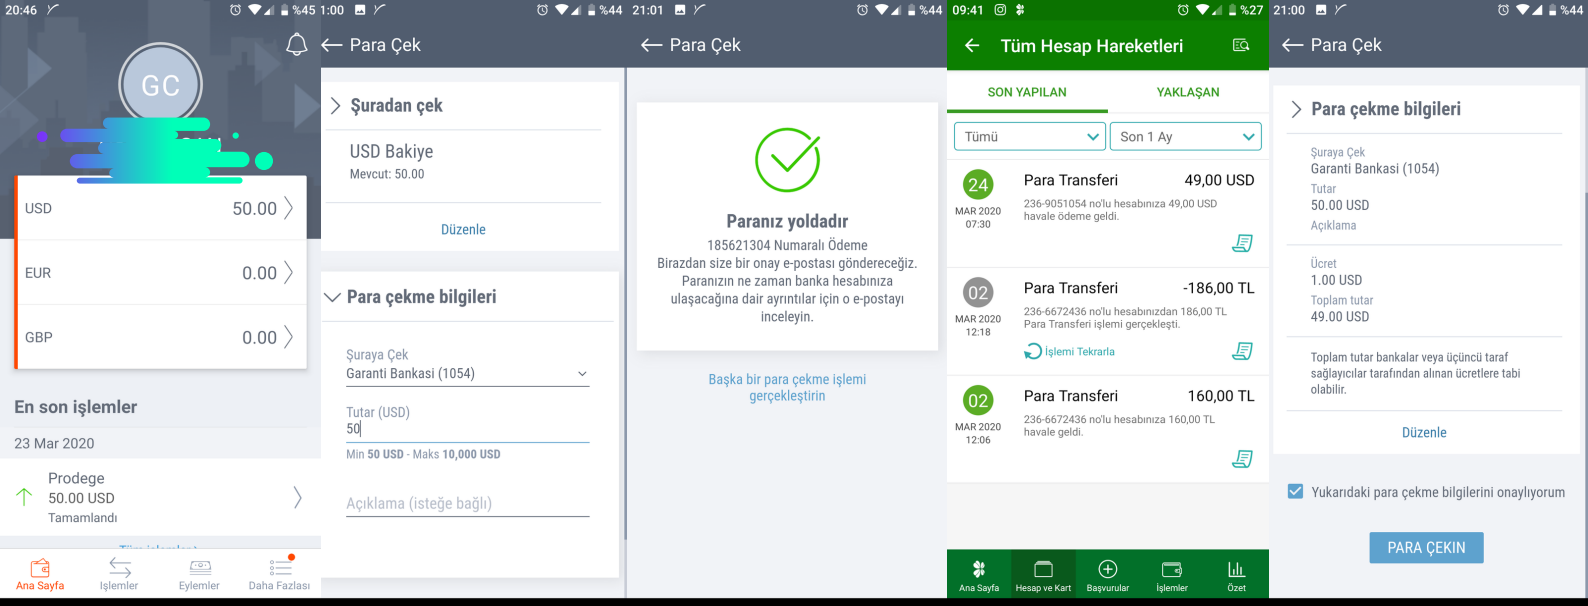 20:46
%45
GC
USD
50.00
EUR
0.00
GBP
0.00
En son işlemler
23 Mar 2020
Prodege
50.00 USD
Tamamlandı
Ana Sayfa
İşlemler
Eylemler
Daha Fazlası
1:00
%44
Para Çek
Şuradan çek
USD Bakiye
Mevcut: 50.00
Düzenle
Para çekme bilgileri
Şuraya Çek
Garanti Bankasi (1054)
Tutar (USD)
50
Min 50 USD - Maks 10,000 USD
Açıklama (isteğe bağlı)
21:01
%44
Para Çek
Paranız yoldadır
185621304 Numaralı Ödeme
Birazdan size bir onay e-postası göndereceğiz.
Paranızın ne zaman banka hesabınıza
ulaşacağına dair ayrıntılar için o e-postayı
inceleyin.
Başka bir para çekme işlemi
gerçekleştirin
09:41
%27
Tüm Hesap Hareketleri
SON YAPILAN
YAKLAŞAN
Tümü
Son 1 Ay
24
MAR 2020
07:30
Para Transferi
49,00 USD
236-9051054 no'lu hesabınıza 49,00 USD
havale ödeme geldi.
02
MAR 2020
12:18
Para Transferi
-186,00 TL
236-6672436 no'lu hesabınızdan 186,00 TL
Para Transferi işlemi gerçekleşti.
İşlemi Tekrarla
02
MAR 2020
12:06
Para Transferi
160,00 TL
236-6672436 no'lu hesabınıza 160,00 TL
havale geldi.
Ana Sayfa
Hesap ve Kart
Başvurular
İşlemler
Özet
21:00
%44
Para Çek
Para çekme bilgileri
Şuraya Çek
Garanti Bankasi (1054)
Tutar
50.00 USD
Açıklama
Ücret
1.00 USD
Toplam tutar
49.00 USD
Toplam tutar bankalar veya üçüncü taraf
sağlayıcılar tarafından alınan ücretlere tabi
olabilir.
Düzenle
Yukarıdaki para çekme bilgilerini onaylıyorum
PARA ÇEKIN